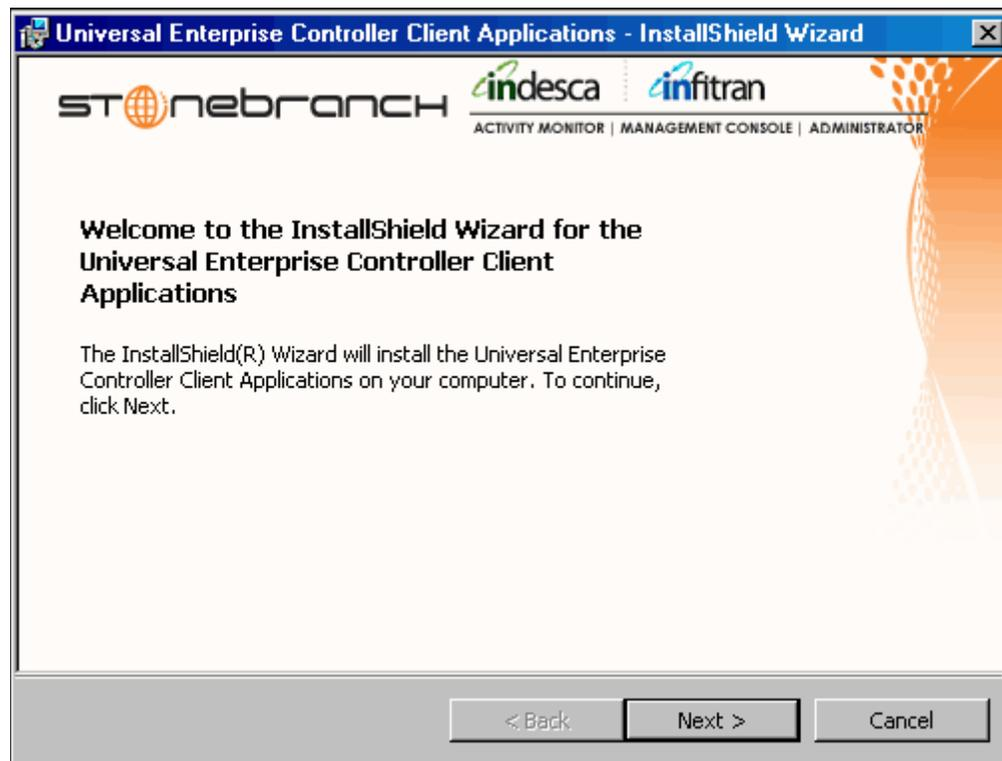 Universal Enterprise Controller Client Applications - InstallShield Wizard
stonebranch
indesca
infitran
ACTIVITY MONITOR | MANAGEMENT CONSOLE | ADMINISTRATOR
Welcome to the InstallShield Wizard for the
Universal Enterprise Controller Client
Applications
The InstallShield(R) Wizard will install the Universal Enterprise
Controller Client Applications on your computer. To continue,
click Next.
< Back
Next >
Cancel